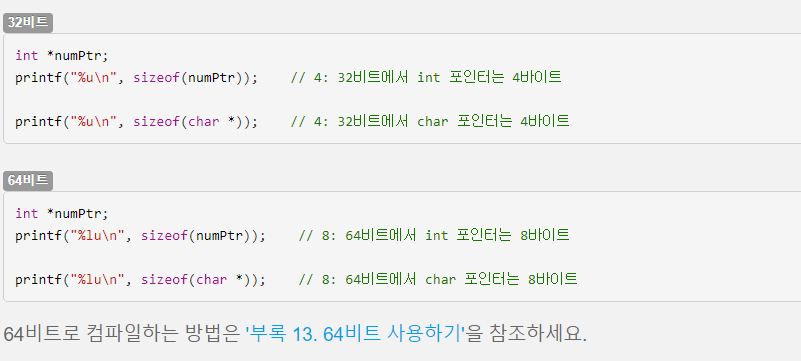 32비트
int *numPtr;
printf("%u\n", sizeof(numPtr));    // 4: 32비트에서 int 포인터는 4바이트
printf("%u\n", sizeof(char *));    // 4: 32비트에서 char 포인터는 4바이트
64비트
int *numPtr;
printf("%lu\n", sizeof(numPtr));    // 8: 64비트에서 int 포인터는 8바이트
printf("%lu\n", sizeof(char *));    // 8: 64비트에서 char 포인터는 8바이트
64비트로 컴파일하는 방법은 '부록 13. 64비트 사용하기'을 참조하세요.